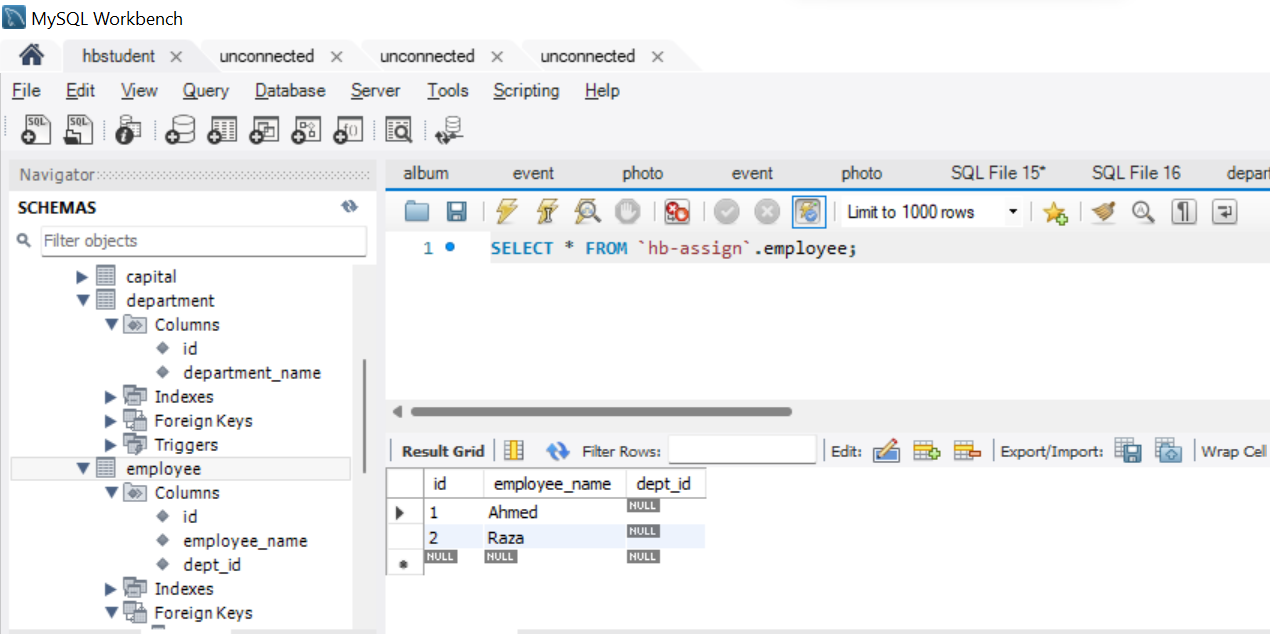 MySQL Workbench
hbstudent unconnected unconnected unconnected
File Edit View Query Database Server Tools Scripting Help
Navigator
SCHEMAS
Filter objects
capital
department
Columns
id
department_name
Indexes
Foreign Keys
Triggers
employee
Columns
id
employee_name
dept_id
Indexes
Foreign Keys
album event photo event photo SQL File 15* SQL File 16 depart
Limit to 1000 rows
1 SELECT * FROM `hb-assign`.employee;
Result Grid Filter Rows: Edit: Export/Import: Wrap Cell
id employee_name dept_id
1 Ahmed NULL
2 Raza NULL
NULL NULL NULL